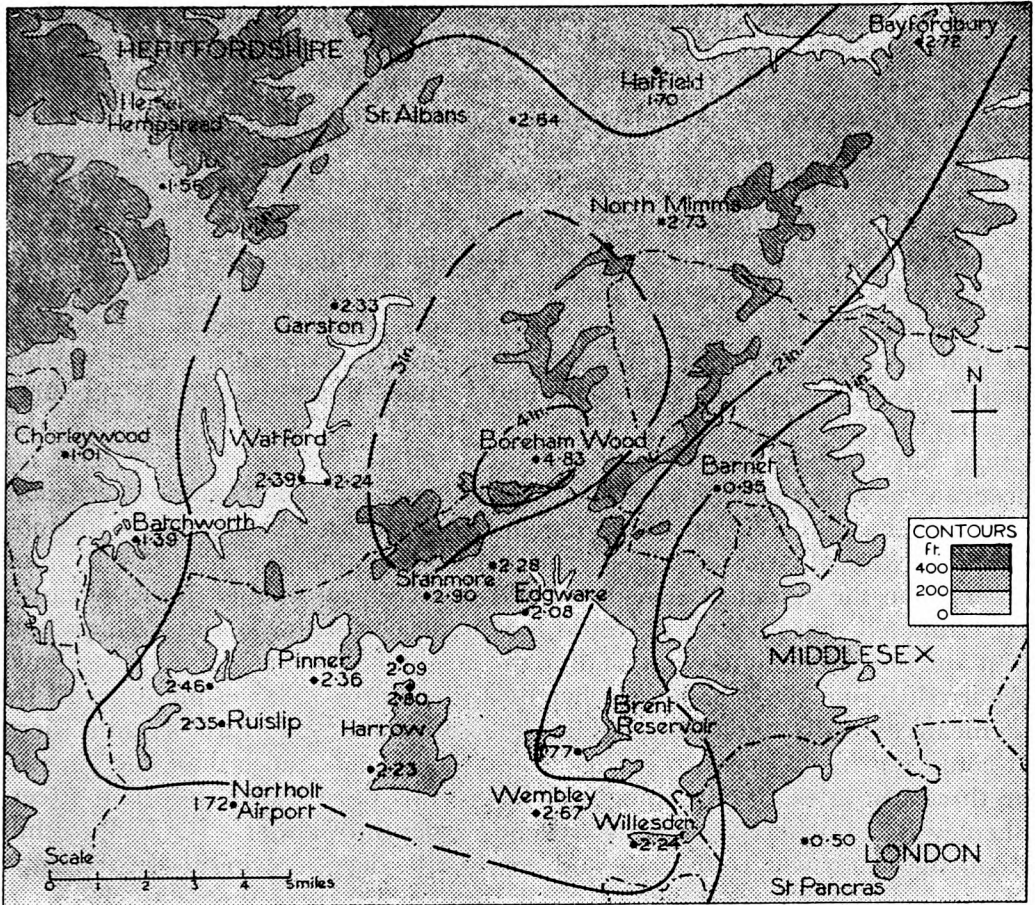 HERTFORDSHIRE
Bayfordbury
2·72
Hatfield
1·70
Hemel
Hempstead
St. Albans
2·64
1·56
North Mimms
2·73
2·33
Garston
3in.
2in.
1in.
4in.
N
Chorleywood
1·01
Watford
Boreham Wood
4·83
Barnet
0·95
2·39
2·24
Batchworth
1·39
CONTOURS
ft.
400
200
0
Stanmore
2·90
2·28
Edgware
2·08
MIDDLESEX
Pinner
2·36
2·09
2·80
2·46
2·35
Ruislip
Harrow
2·23
Brent
Reservoir
Northolt
Airport
1·72
Wembley
2·67
Willesden
2·24
0·50
LONDON
St Pancras
Scale
0 1 2 3 4 5 miles